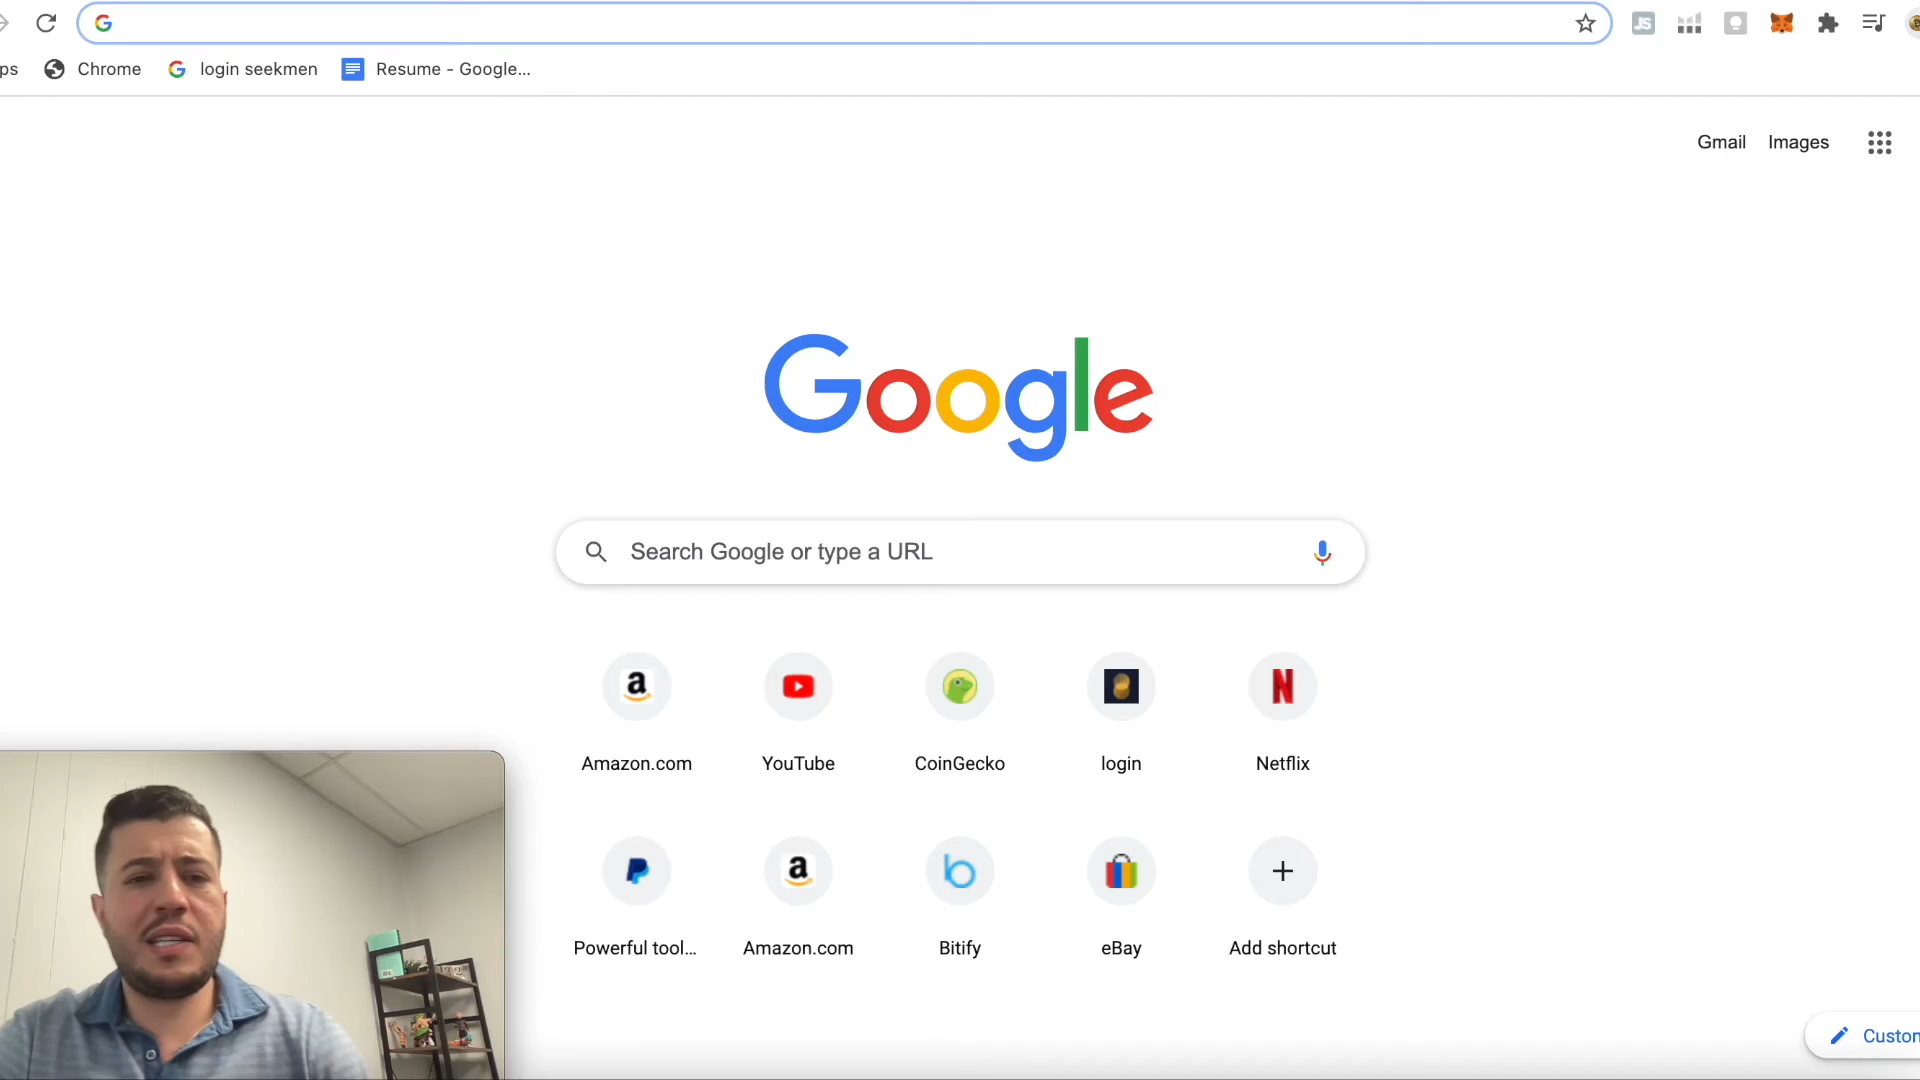 ps Chrome login seekmen Resume - Google...
JS
Gmail Images
Google
Search Google or type a URL
Amazon.com YouTube CoinGecko login Netflix
Powerful tool... Amazon.com Bitify eBay Add shortcut
Custon